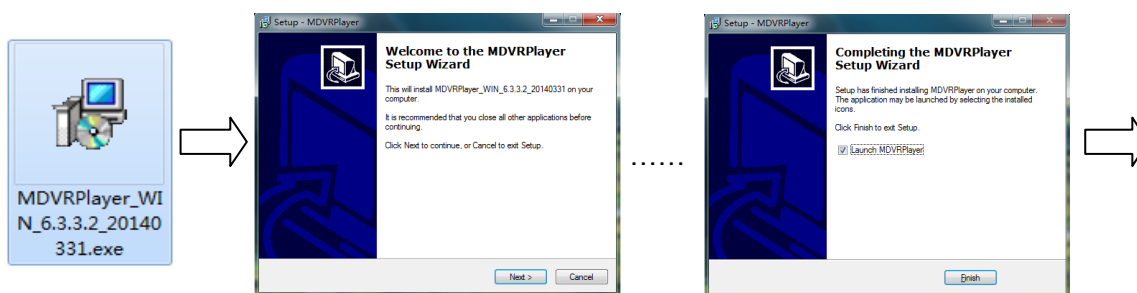 MDVRPlayer_WI
N_6.3.3.2_20140
331.exe
Setup - MDVRPlayer
Welcome to the MDVRPlayer
Setup Wizard
This will install MDVRPlayer_WIN_6.3.3.2_20140331 on your
computer.
It is recommended that you close all other applications before
continuing.
Click Next to continue, or Cancel to exit Setup.
Next >
Cancel
......
Setup - MDVRPlayer
Completing the MDVRPlayer
Setup Wizard
Setup has finished installing MDVRPlayer on your computer.
The application may be launched by selecting the installed
icons.
Click Finish to exit Setup.
Launch MDVRPlayer
Finish